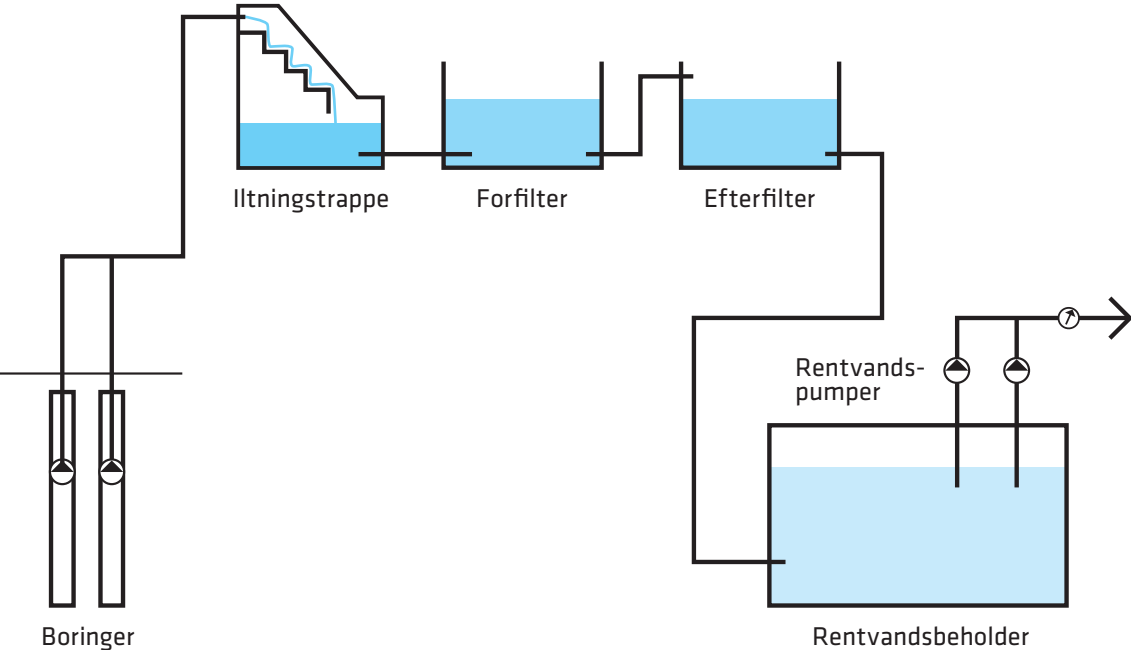 Iltningstrappe
Forfilter
Efterfilter
Rentvands-
pumper
Boringer
Rentvandsbeholder